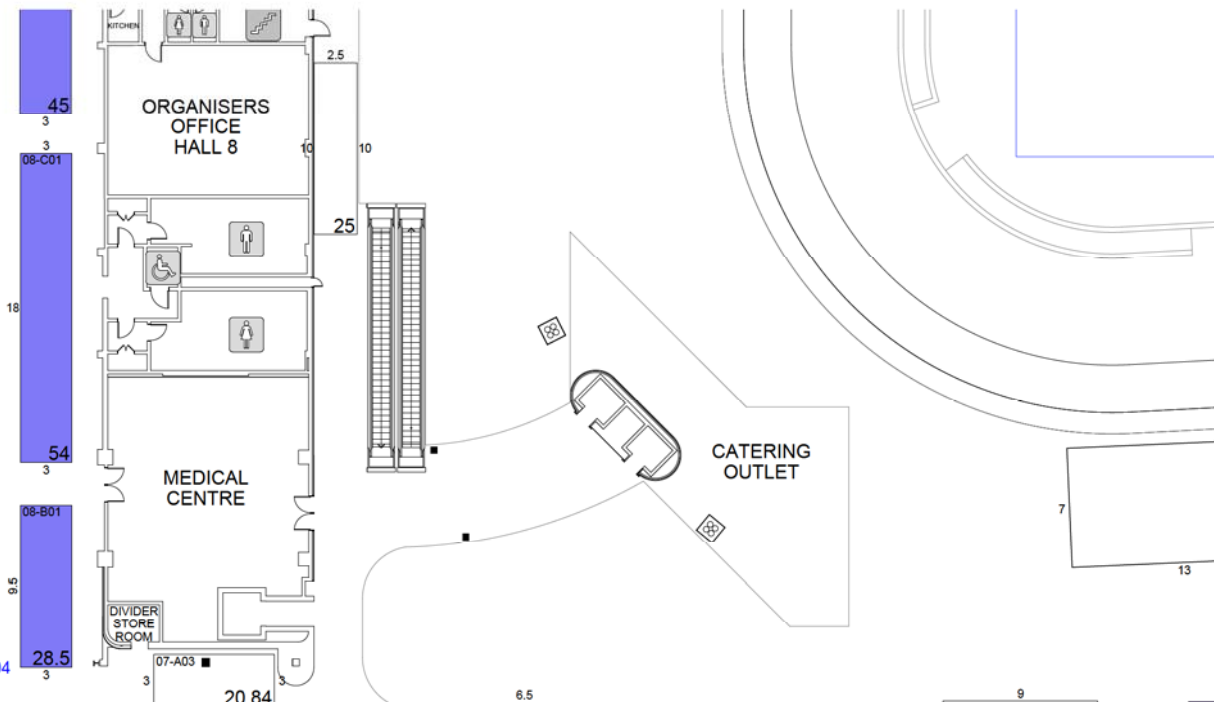 KITCHEN
2.5
45
3
ORGANISERS
OFFICE
HALL 8
10
10
3
08-C01
25
18
54
3
MEDICAL
CENTRE
CATERING
OUTLET
7
13
08-B01
9.5
DIVIDER
STORE
ROOM
28.5
3
07-A03
3
3
20.84
6.5
9